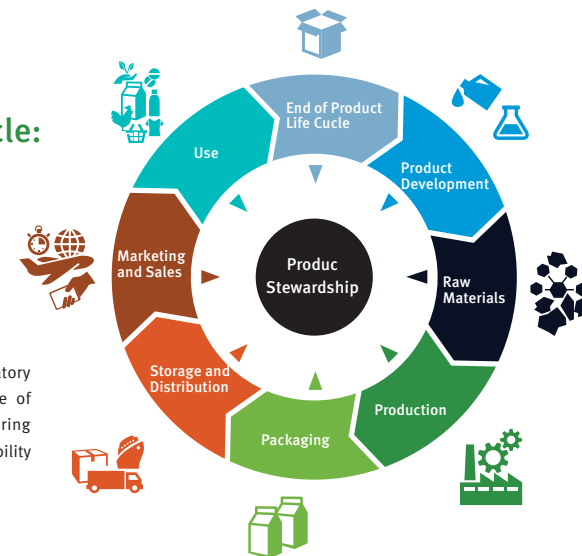 cle:
End of Product
Life Cucle
Use
Product
Development
Marketing
and Sales
Produc
Stewardship
Raw
Materials
Storage and
Distribution
Production
Packaging
atory
e of
ring
bility